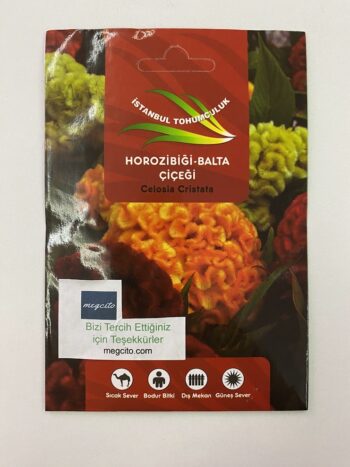 İSTANBUL TOHUMCULUK
HOROZİBİĞİ-BALTA
ÇİÇEĞİ
Celosia Cristata
megcito
Bizi Tercih Ettiğiniz
için Teşekkürler
megcito.com
Sıcak Sever
Bodur Bitki
Dış Mekan
Güneş Sever